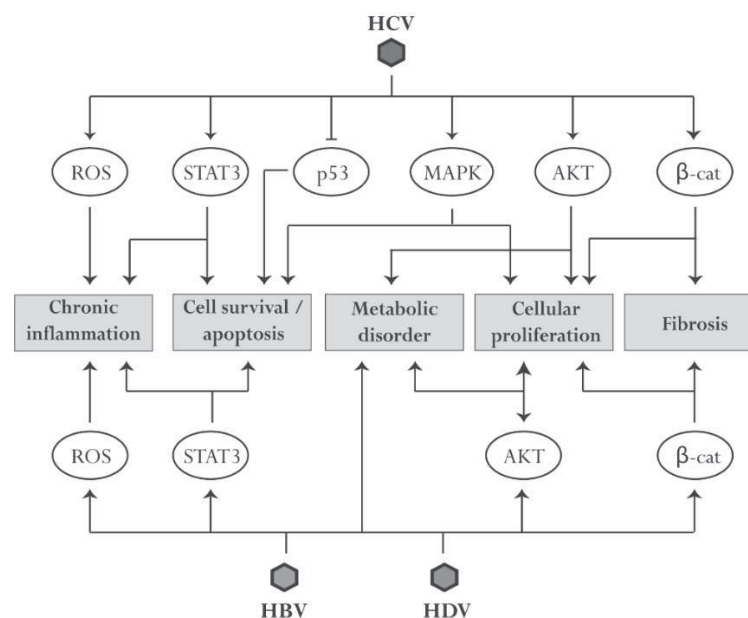 HCV
ROS STAT3 p53 MAPK AKT β-cat
Chronic
inflammation
Cell survival /
apoptosis
Metabolic
disorder
Cellular
proliferation
Fibrosis
ROS STAT3 AKT β-cat
HBV HDV